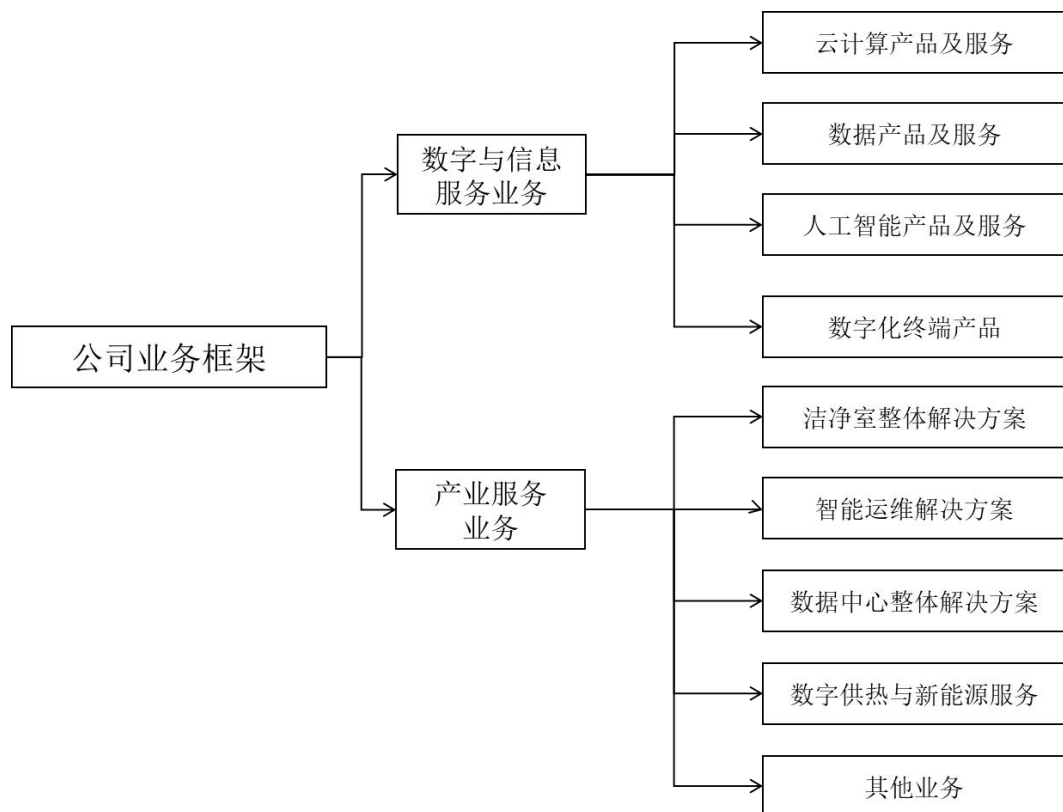 公司业务框架
数字与信息
服务业务
云计算产品及服务
数据产品及服务
人工智能产品及服务
数字化终端产品
产业服务
业务
洁净室整体解决方案
智能运维解决方案
数据中心整体解决方案
数字供热与新能源服务
其他业务